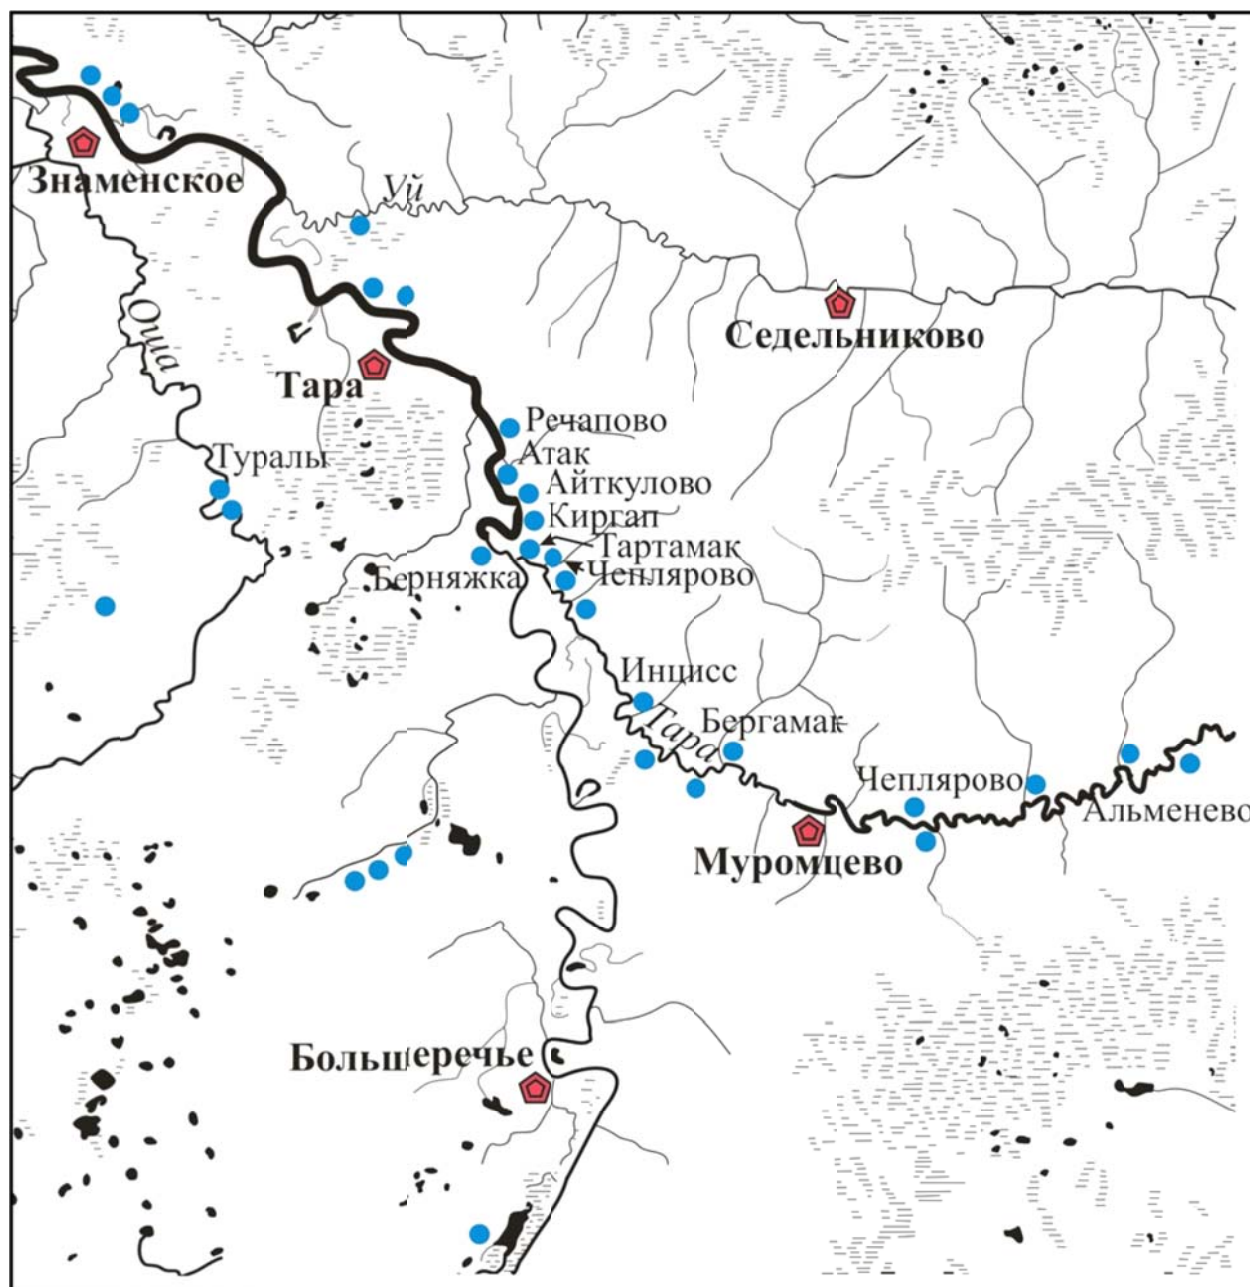 Уй
Знаменское
Оша
Седельниково
Тара
Речапово
Туралы
Атак
Айткулово
Киргап
Тартамак
Берняжка
Чеплярово
Инцисс
Тара
Бергамак
Чеплярово
Альменево
Муромцево
Большеречье